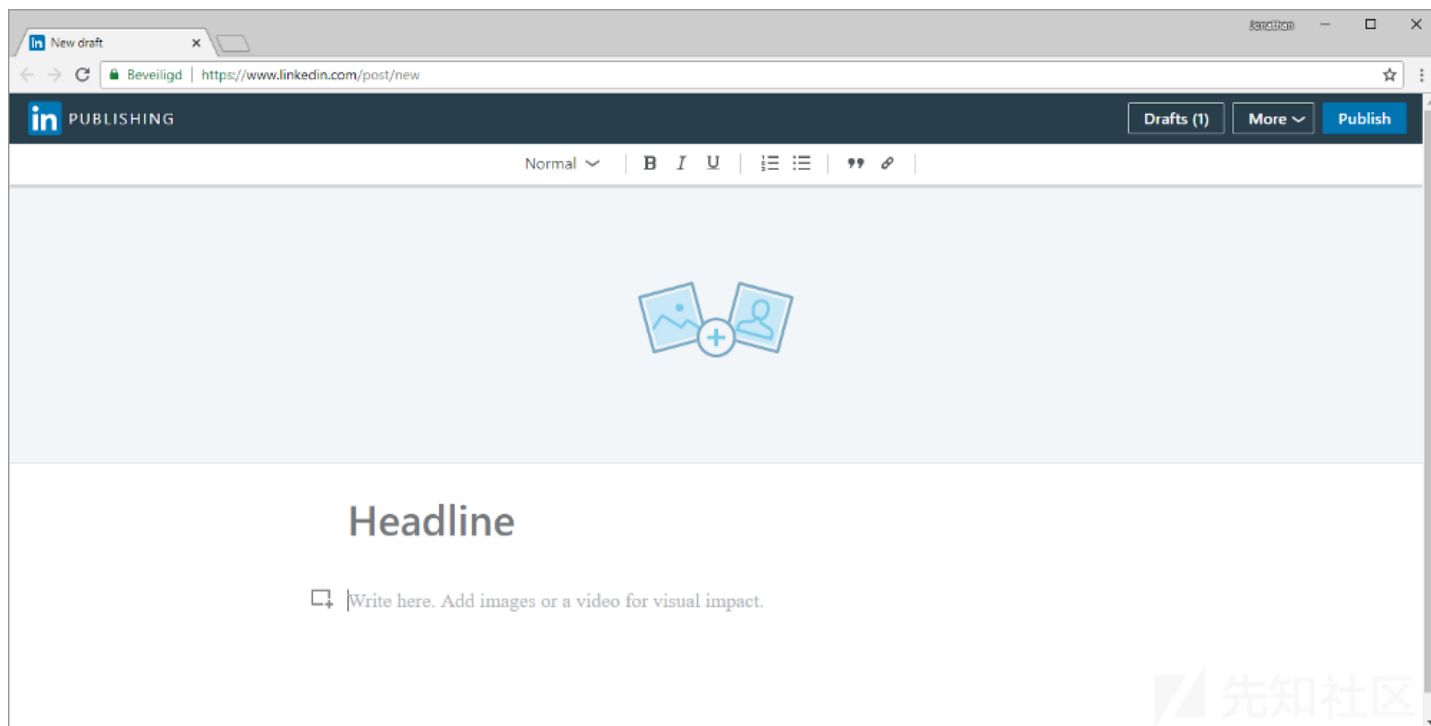 New draft
Jonathan
Beveiligd | https://www.linkedin.com/post/new
in PUBLISHING
Drafts (1) More Publish
Normal B I U
Headline
Write here. Add images or a video for visual impact.
先知社区